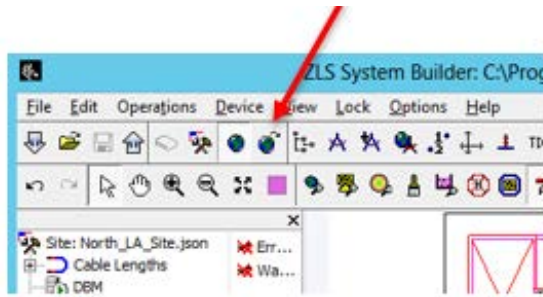 ZLS System Builder: C:\Prog
File Edit Operations Device View Lock Options Help
Site: North_LA_Site.json
Err...
Cable Lengths
Wa...
DBM